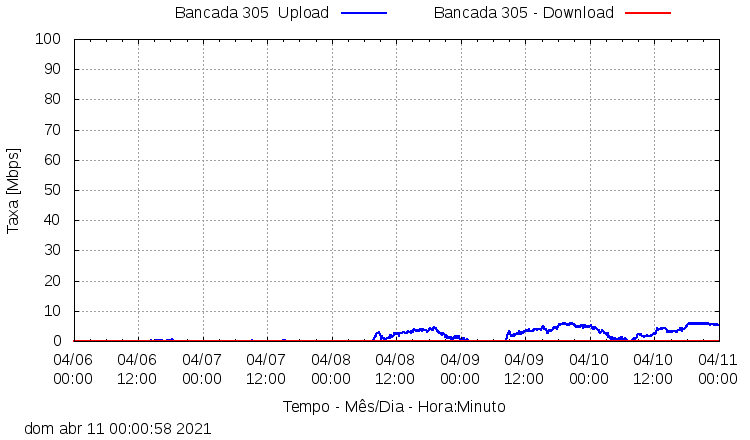 Bancada 305  Upload
Bancada 305 - Download
Taxa [Mbps]
100
90
80
70
60
50
40
30
20
10
0
04/06 04/06 04/07 04/07 04/08 04/08 04/09 04/09 04/10 04/10 04/11
00:00 12:00 00:00 12:00 00:00 12:00 00:00 12:00 00:00 12:00 00:00
Tempo - Mês/Dia - Hora:Minuto
dom abr 11 00:00:58 2021